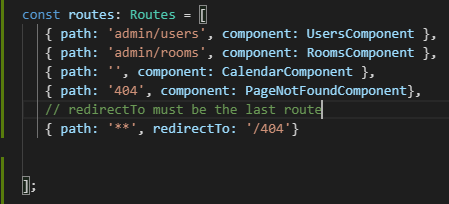 const routes: Routes = [
{ path: 'admin/users', component: UsersComponent },
{ path: 'admin/rooms', component: RoomsComponent },
{ path: '', component: CalendarComponent },
{ path: '404', component: PageNotFoundComponent},
// redirectTo must be the last route
{ path: '**', redirectTo: '/404'}
];